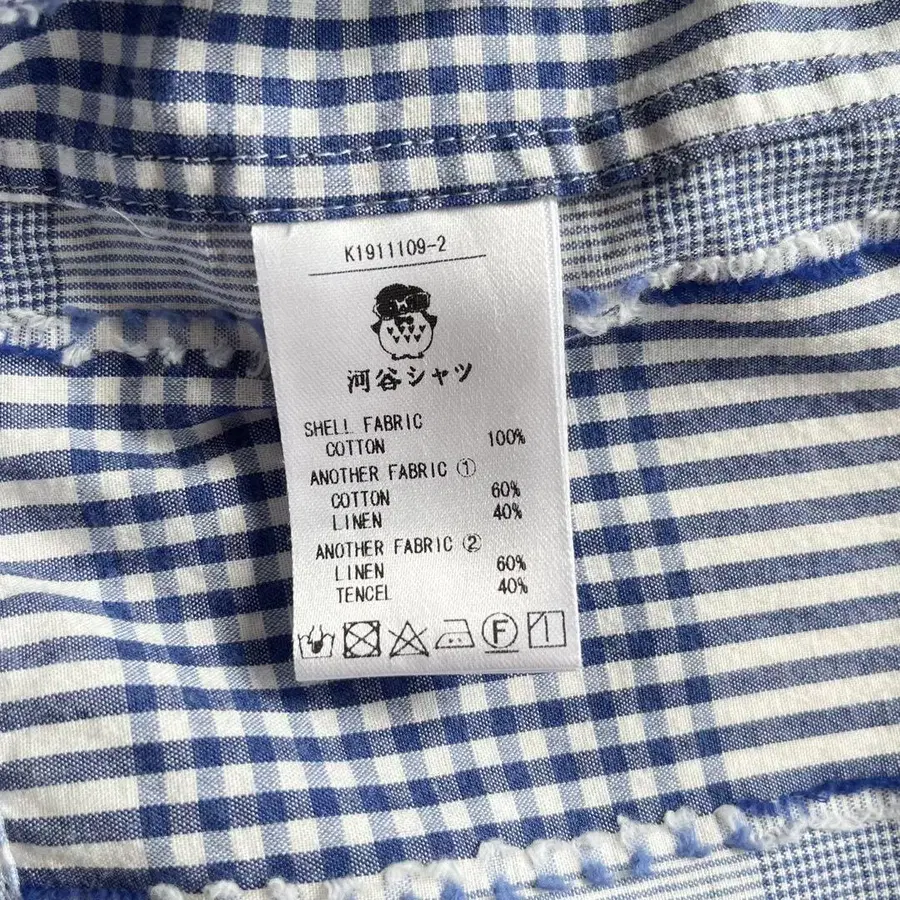 K1911109-2
河谷シャツ
SHELL FABRIC
COTTON 100%
ANOTHER FABRIC ①
COTTON 60%
LINEN 40%
ANOTHER FABRIC ②
LINEN 60%
TENCEL 40%
F